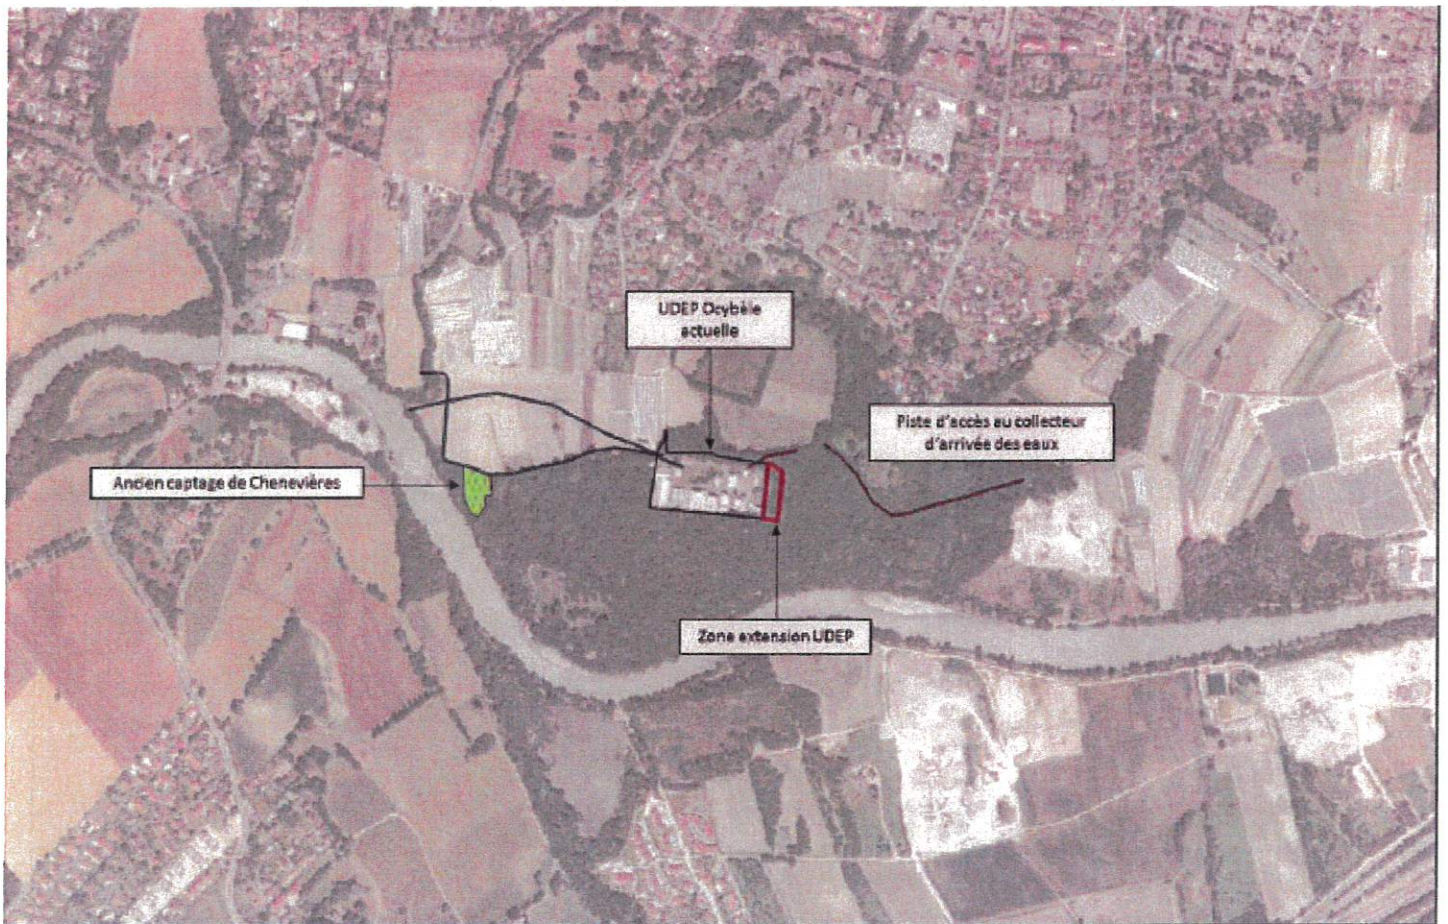 UDEP Ocybèle
actuelle
Piste d'accès au collecteur
d'arrivée des eaux
Ancien captage de Chenevières
Zone extension UDEP